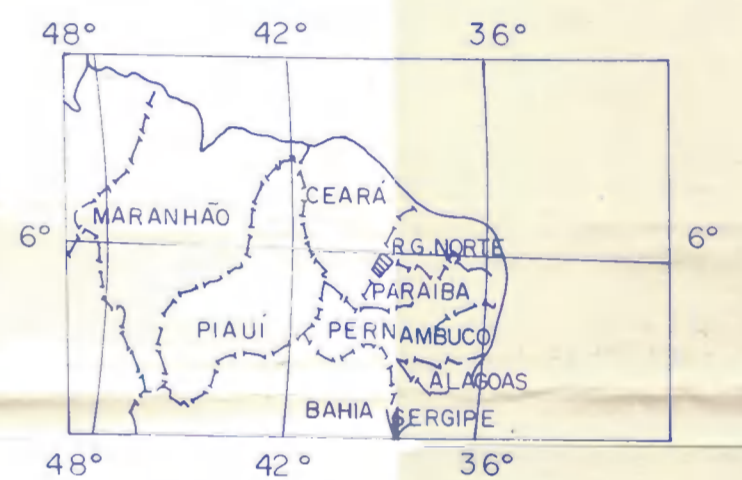 48° 42° 36°
CEARÁ
MARANHÃO
6° 6°
R.G.NORTE
PARAIBA
PIAUÍ PERNAMBUCO
ALAGOAS
BAHIA SERGIPE
48° 42° 36°